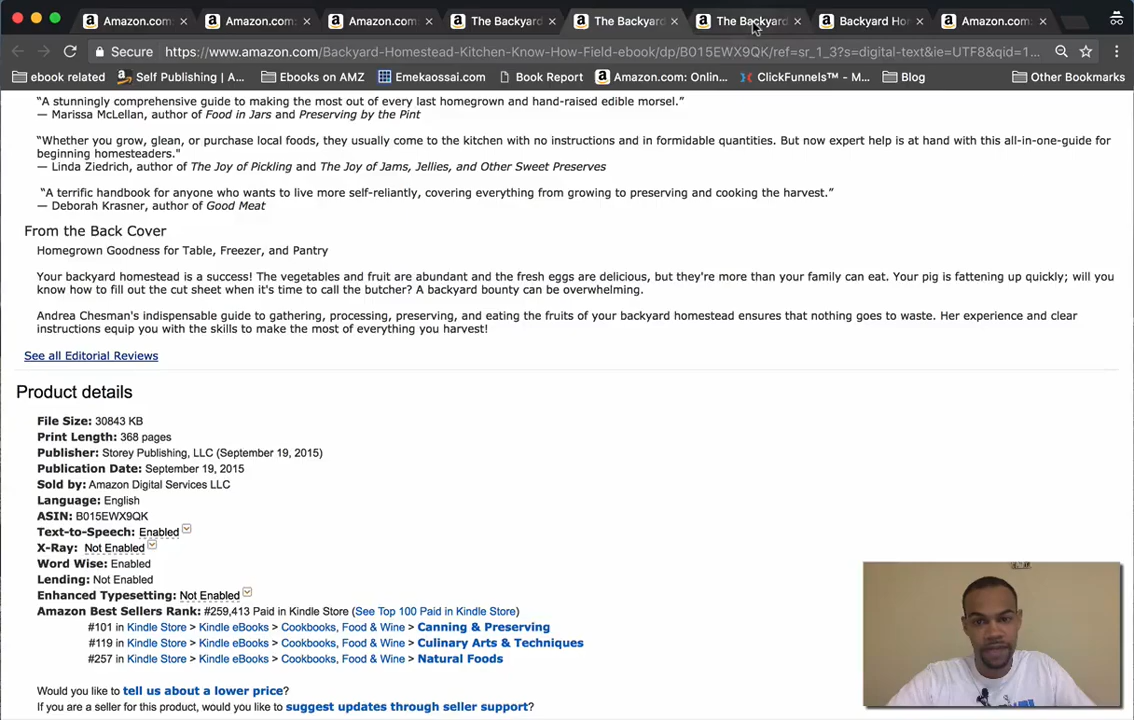 Amazon.com: Amazon.com: Amazon.com: The Backyard The Backyard The Backyard Backyard Ho Amazon.com:
Secure https://www.amazon.com/Backyard-Homestead-Kitchen-Know-How-Field-ebook/dp/B015EWX9QK/ref=sr_1_3?s=digital-text&ie=UTF8&qid=1...
ebook related Self Publishing | A... Ebooks on AMZ Emekaossai.com Book Report Amazon.com: Onlin... ClickFunnels™ - M... Blog Other Bookmarks
“A stunningly comprehensive guide to making the most out of every last homegrown and hand-raised edible morsel.”
— Marissa McLellan, author of Food in Jars and Preserving by the Pint
“Whether you grow, glean, or purchase local foods, they usually come to the kitchen with no instructions and in formidable quantities. But now expert help is at hand with this all-in-one-guide for
beginning homesteaders."
— Linda Ziedrich, author of The Joy of Pickling and The Joy of Jams, Jellies, and Other Sweet Preserves
“A terrific handbook for anyone who wants to live more self-reliantly, covering everything from growing to preserving and cooking the harvest.”
— Deborah Krasner, author of Good Meat
From the Back Cover
Homegrown Goodness for Table, Freezer, and Pantry
Your backyard homestead is a success! The vegetables and fruit are abundant and the fresh eggs are delicious, but they're more than your family can eat. Your pig is fattening up quickly; will you
know how to fill out the cut sheet when it's time to call the butcher? A backyard bounty can be overwhelming.
Andrea Chesman's indispensable guide to gathering, processing, preserving, and eating the fruits of your backyard homestead ensures that nothing goes to waste. Her experience and clear
instructions equip you with the skills to make the most of everything you harvest!
See all Editorial Reviews
Product details
File Size: 30843 KB
Print Length: 368 pages
Publisher: Storey Publishing, LLC (September 19, 2015)
Publication Date: September 19, 2015
Sold by: Amazon Digital Services LLC
Language: English
ASIN: B015EWX9QK
Text-to-Speech: Enabled
X-Ray: Not Enabled
Word Wise: Enabled
Lending: Not Enabled
Enhanced Typesetting: Not Enabled
Amazon Best Sellers Rank: #259,413 Paid in Kindle Store (See Top 100 Paid in Kindle Store)
#101 in Kindle Store > Kindle eBooks > Cookbooks, Food & Wine > Canning & Preserving
#119 in Kindle Store > Kindle eBooks > Cookbooks, Food & Wine > Culinary Arts & Techniques
#257 in Kindle Store > Kindle eBooks > Cookbooks, Food & Wine > Natural Foods
Would you like to tell us about a lower price?
If you are a seller for this product, would you like to suggest updates through seller support?